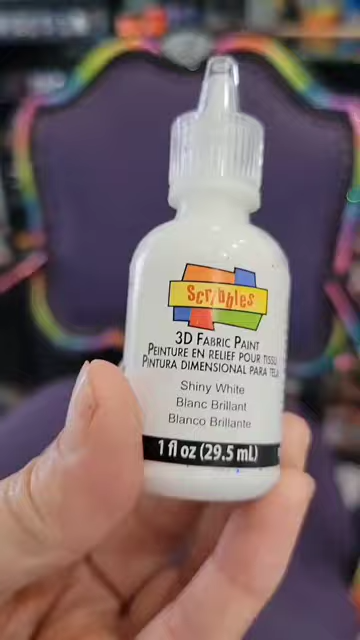 Scribbles
3D FABRIC PAINT
PEINTURE EN RELIEF POUR TISSU
PINTURA DIMENSIONAL PARA TELA
Shiny White
Blanc Brillant
Blanco Brillante
1 fl oz (29.5 mL)